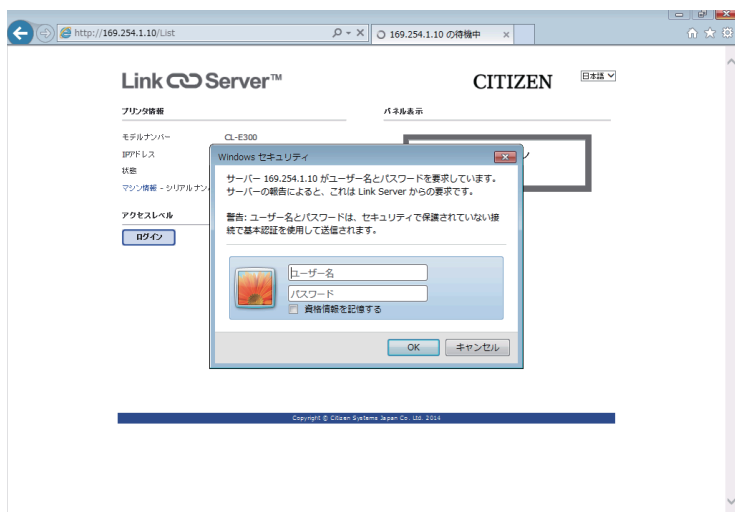 http://169.254.1.10/List
169.254.1.10 の待機中
Link Server™
CITIZEN
日本語
プリンタ情報
パネル表示
モデルナンバー
CL-E300
IPアドレス
状態
マシン情報 - シリアルナン
アクセスレベル
ログイン
Windows セキュリティ
サーバー 169.254.1.10 がユーザー名とパスワードを要求しています。
サーバーの報告によると、これは Link Server からの要求です。
警告: ユーザー名とパスワードは、セキュリティで保護されていない接
続で基本認証を使用して送信されます。
ユーザー名
パスワード
資格情報を記憶する
OK
キャンセル
Copyright © Citizen Systems Japan Co. Ltd. 2014